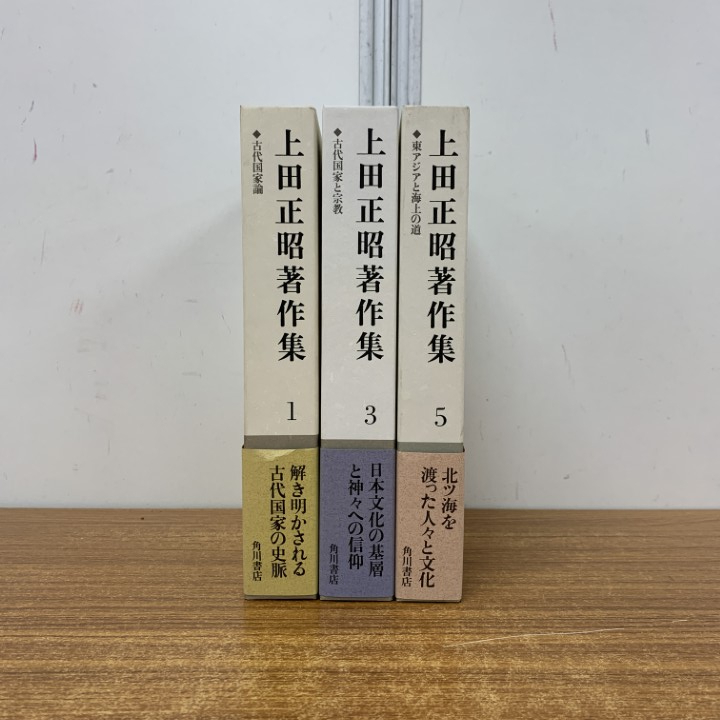 上田正昭著作集
◆古代国家論
1
解き明かされる
古代国家の史脈
角川書店
上田正昭著作集
◆古代国家と宗教
3
日本文化の基層
と神々への信仰
角川書店
上田正昭著作集
◆東アジアと海上の道
5
北ツ海を
渡った人々と文化
角川書店